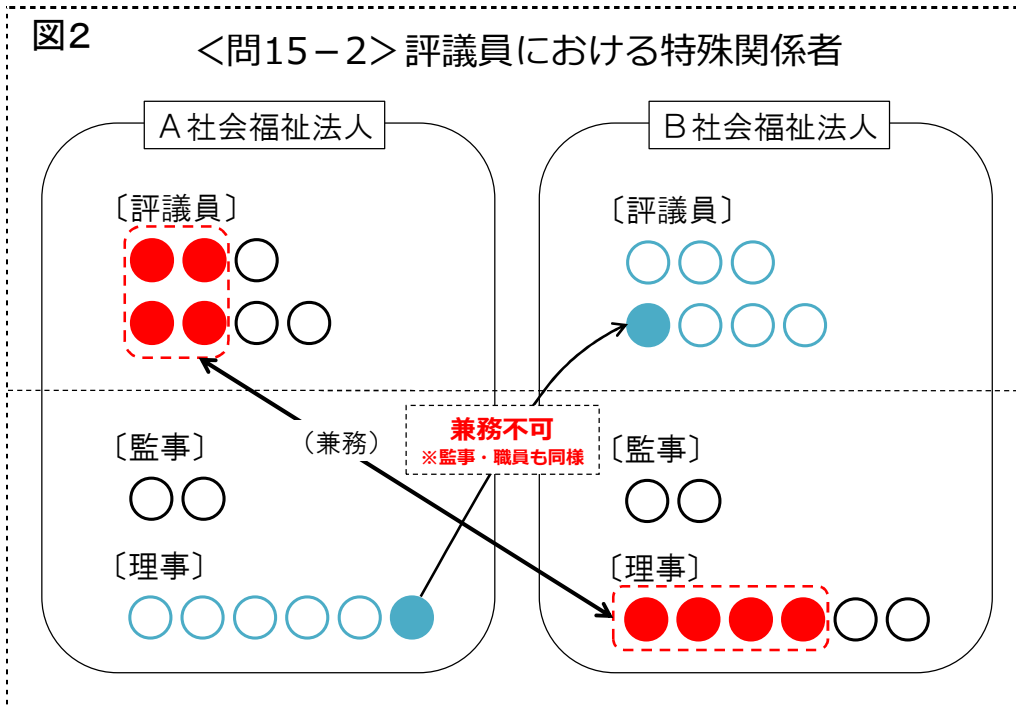 図2
<問15－2＞評議員における特殊関係者
A社会福祉法人
B社会福祉法人
〔評議員〕
〔評議員〕
（兼務）
兼務不可
※監事・職員も同様
〔監事〕
〔監事〕
〔理事〕
〔理事〕